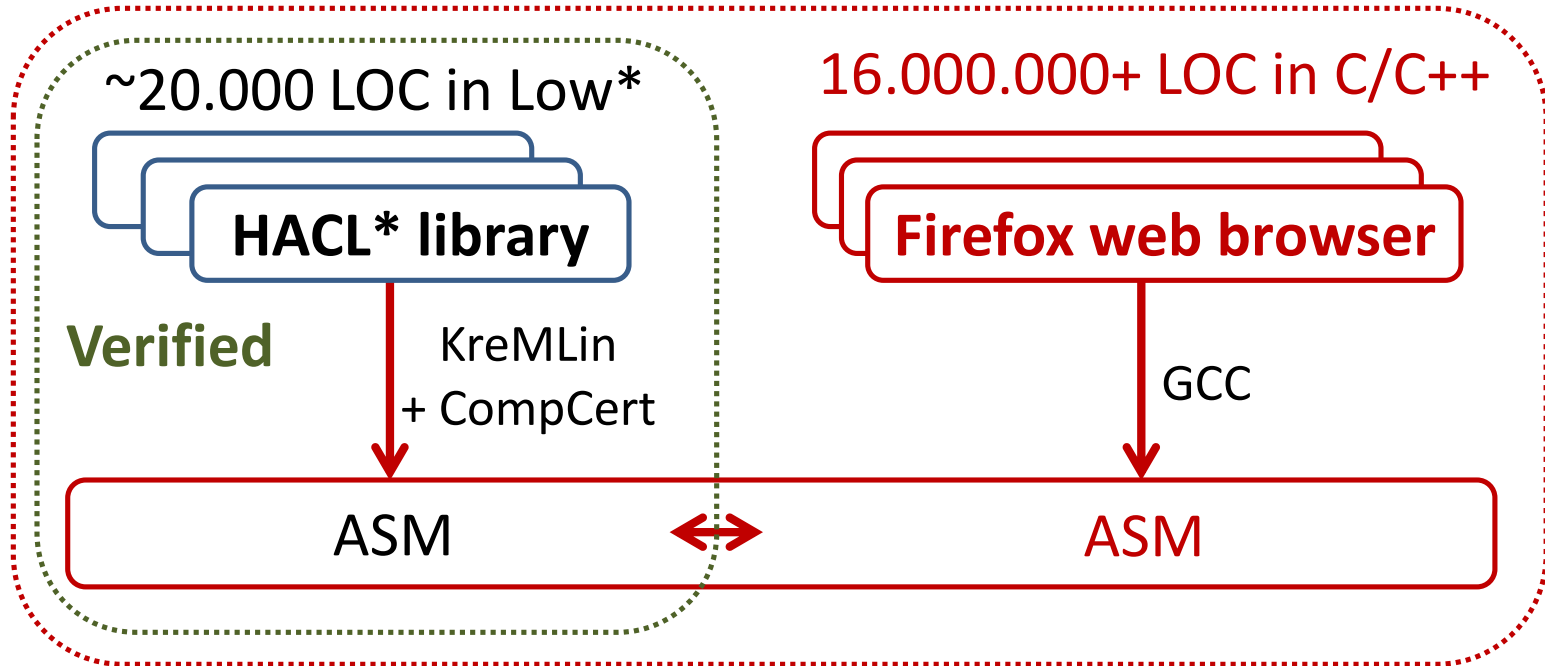 ~20.000 LOC in Low*
HACL* library
Verified
KreMLin
+ CompCert
ASM
16.000.000+ LOC in C/C++
Firefox web browser
GCC
ASM